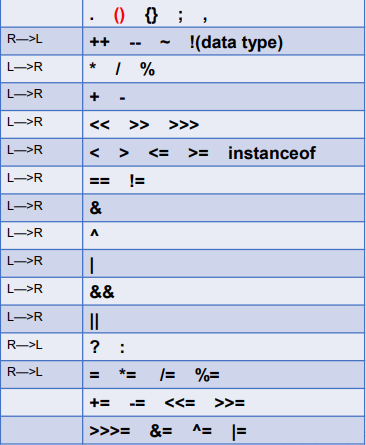 . () {} ; ,
R—>L ++ -- ~ !(data type)
L—>R * / %
L—>R + -
L—>R << >> >>>
L—>R < > <= >= instanceof
L—>R == !=
L—>R &
L—>R ^
L—>R |
L—>R &&
L—>R ||
R—>L ? :
R—>L = *= /= %=
+= -= <<= >>=
>>>= &= ^= |=